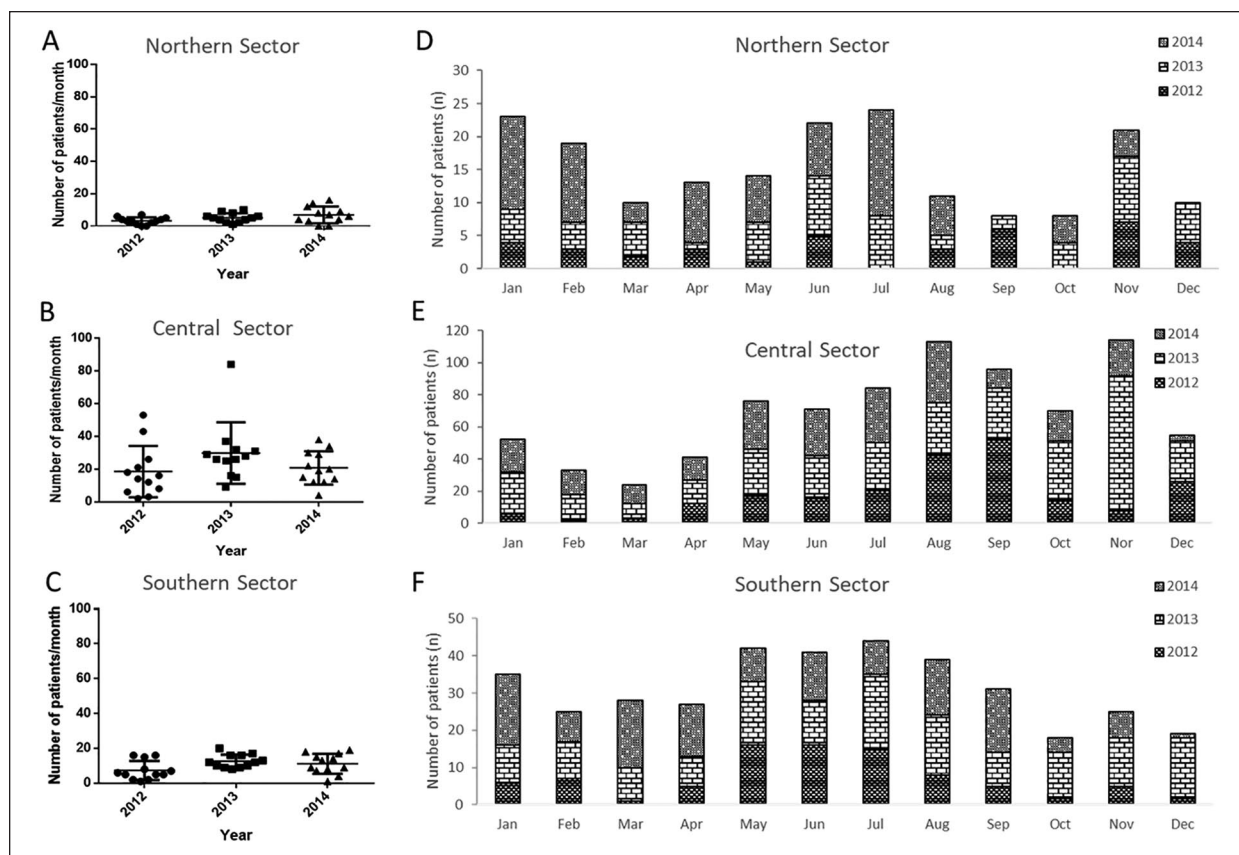 A
Northern Sector
Number of patients/month
100
80
60
40
20
0
2012
2013
2014
Year
B
Central Sector
Number of patients/month
100
80
60
40
20
0
2012
2013
2014
Year
C
Southern Sector
Number of patients/month
100
80
60
40
20
0
2012
2013
2014
Year
D
Northern Sector
2014
2013
2012
Number of patients (n)
30
25
20
15
10
5
0
Jan Feb Mar Apr May Jun Jul Aug Sep Oct Nov Dec
E
Central Sector
2014
2013
2012
Number of patients (n)
120
100
80
60
40
20
0
Jan Feb Mar Apr May Jun Jul Aug Sep Oct Nor Dec
F
Southern Sector
2014
2013
2012
Number of patients (n)
50
40
30
20
10
0
Jan Feb Mar Apr May Jun Jul Aug Sep Oct Nov Dec